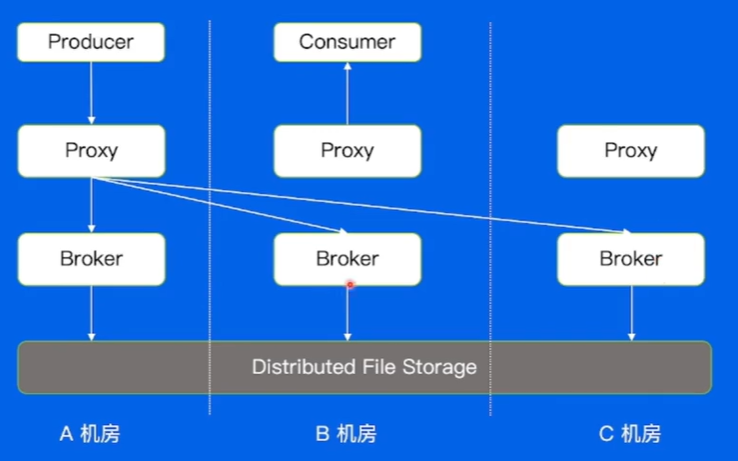 Producer
Consumer
Proxy
Proxy
Proxy
Broker
Broker
Broker
Distributed File Storage
A 机房
B 机房
C 机房